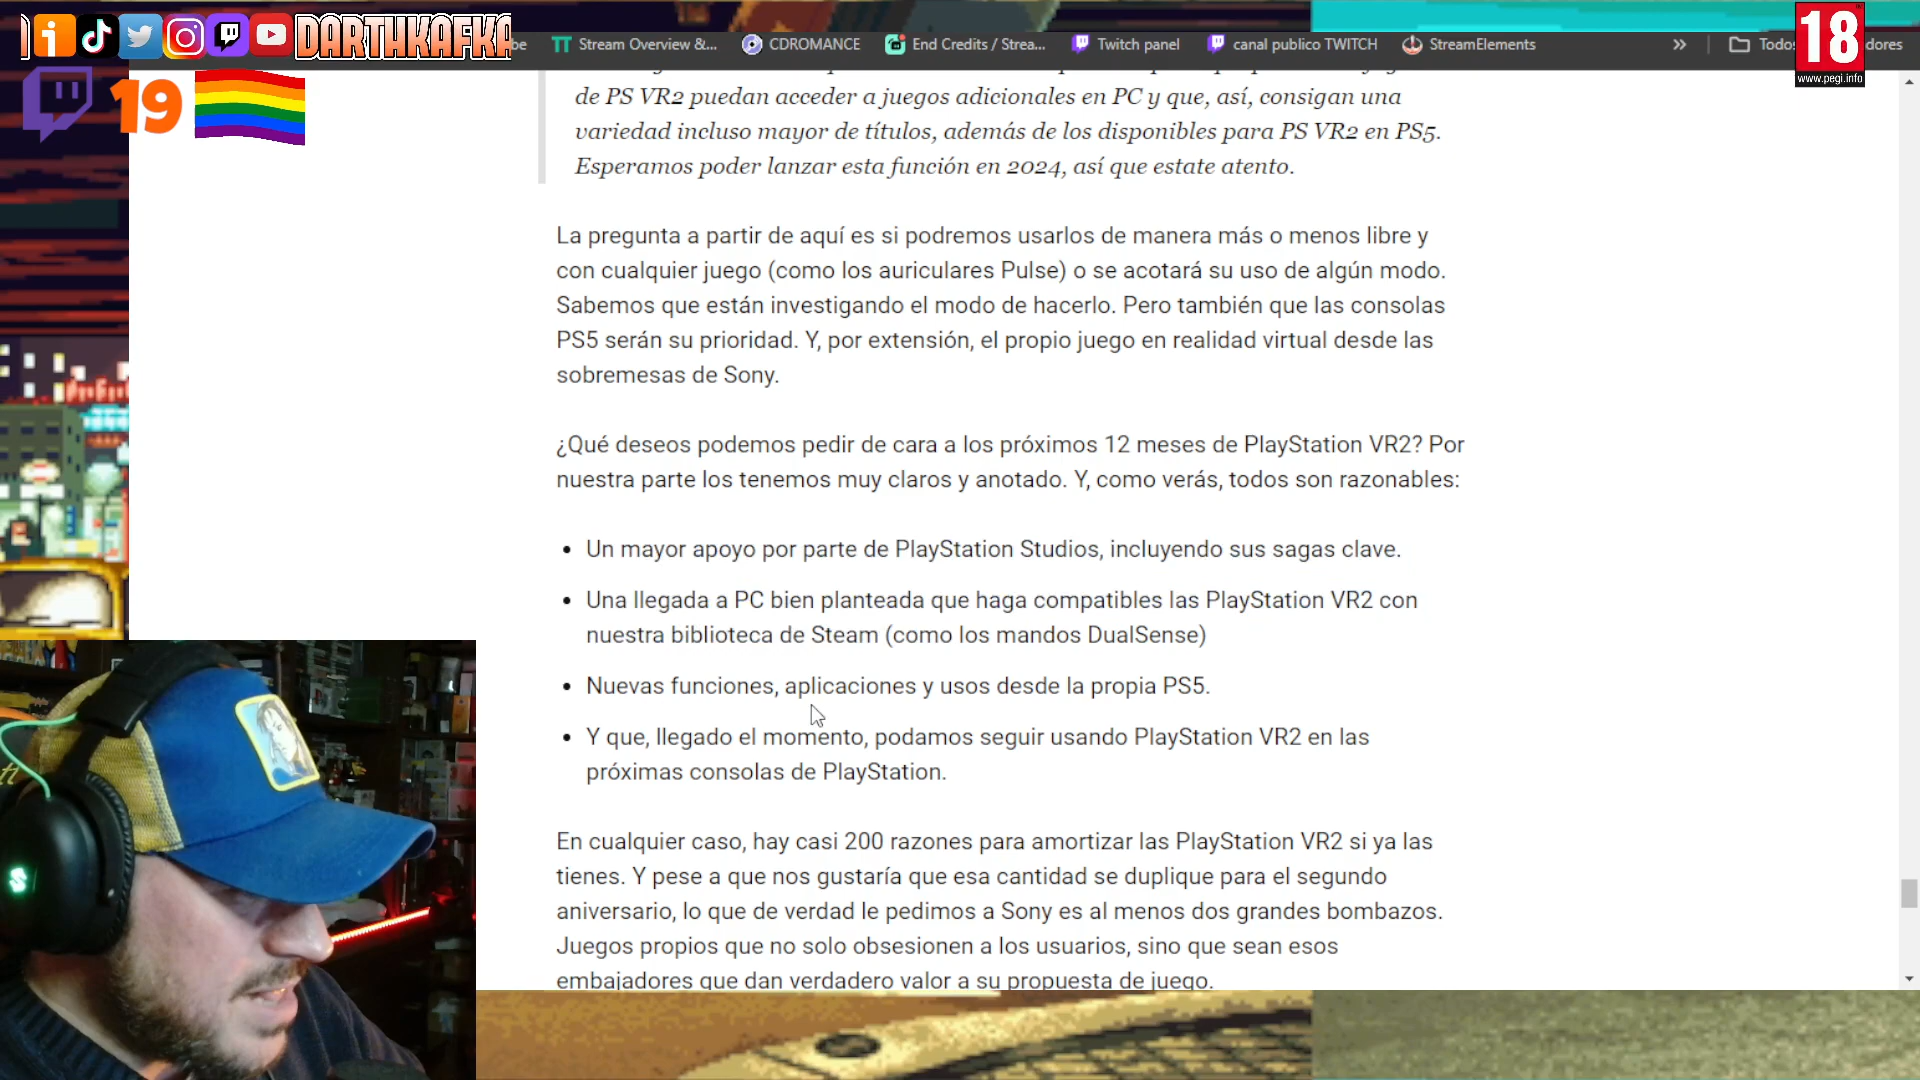 DARTHKAFKA
be
Stream Overview &...
CDROMANCE
End Credits / Strea...
Twitch panel
canal publico TWITCH
StreamElements
»
Todos
dores
18
www.pegi.info
19
de PS VR2 puedan acceder a juegos adicionales en PC y que, así, consigan una
variedad incluso mayor de títulos, además de los disponibles para PS VR2 en PS5.
Esperamos poder lanzar esta función en 2024, así que estate atento.
La pregunta a partir de aquí es si podremos usarlos de manera más o menos libre y
con cualquier juego (como los auriculares Pulse) o se acotará su uso de algún modo.
Sabemos que están investigando el modo de hacerlo. Pero también que las consolas
PS5 serán su prioridad. Y, por extensión, el propio juego en realidad virtual desde las
sobremesas de Sony.
¿Qué deseos podemos pedir de cara a los próximos 12 meses de PlayStation VR2? Por
nuestra parte los tenemos muy claros y anotado. Y, como verás, todos son razonables:
• Un mayor apoyo por parte de PlayStation Studios, incluyendo sus sagas clave.
• Una llegada a PC bien planteada que haga compatibles las PlayStation VR2 con
nuestra biblioteca de Steam (como los mandos DualSense)
• Nuevas funciones, aplicaciones y usos desde la propia PS5.
• Y que, llegado el momento, podamos seguir usando PlayStation VR2 en las
próximas consolas de PlayStation.
En cualquier caso, hay casi 200 razones para amortizar las PlayStation VR2 si ya las
tienes. Y pese a que nos gustaría que esa cantidad se duplique para el segundo
aniversario, lo que de verdad le pedimos a Sony es al menos dos grandes bombazos.
Juegos propios que no solo obsesionen a los usuarios, sino que sean esos
embajadores que dan verdadero valor a su propuesta de juego.